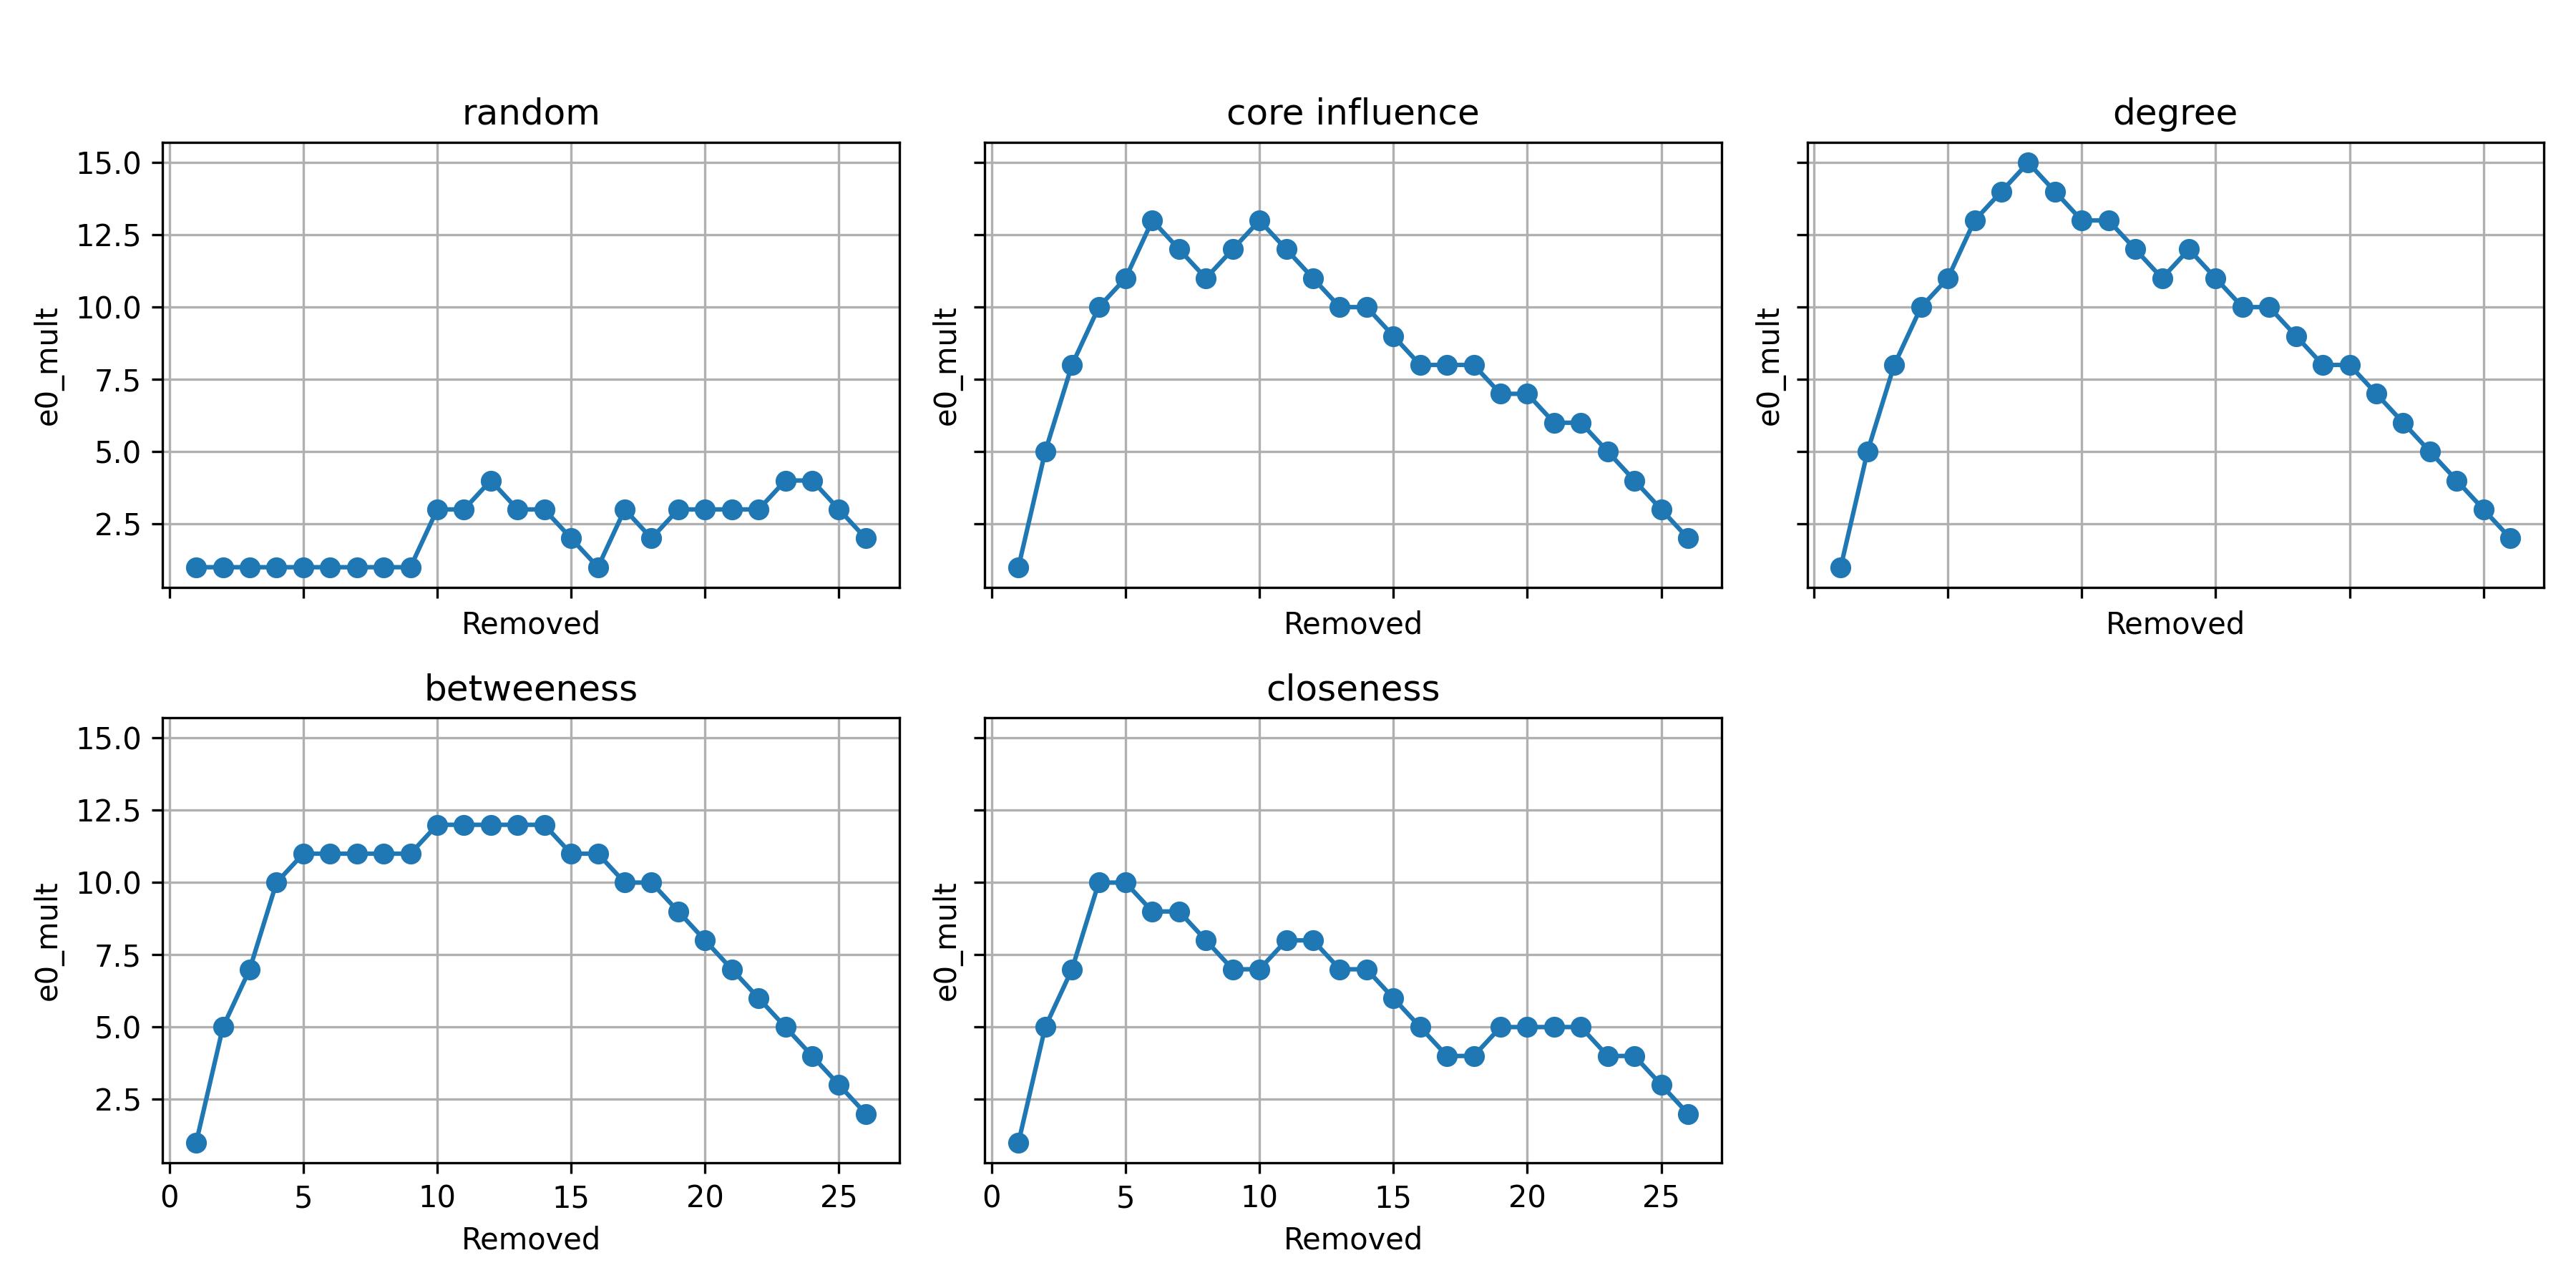 random
core influence
degree
15.0
12.5
10.0
7.5
5.0
2.5
e0_mult
e0_mult
e0_mult
Removed
Removed
Removed
betweeness
closeness
15.0
12.5
10.0
7.5
5.0
2.5
e0_mult
e0_mult
0 5 10 15 20 25
0 5 10 15 20 25
Removed
Removed